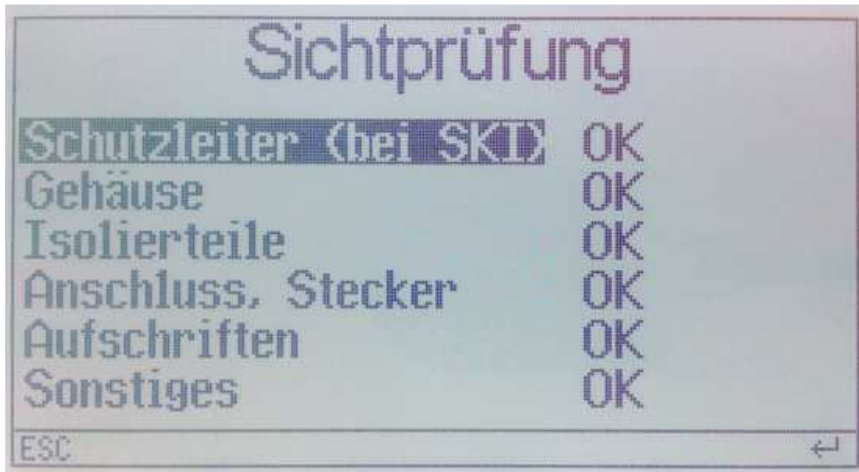 Sichtprüfung
Schutzleiter (bei SKI) OK
Gehäuse OK
Isolierteile OK
Anschluss, Stecker OK
Aufschriften OK
Sonstiges OK
ESC ↵